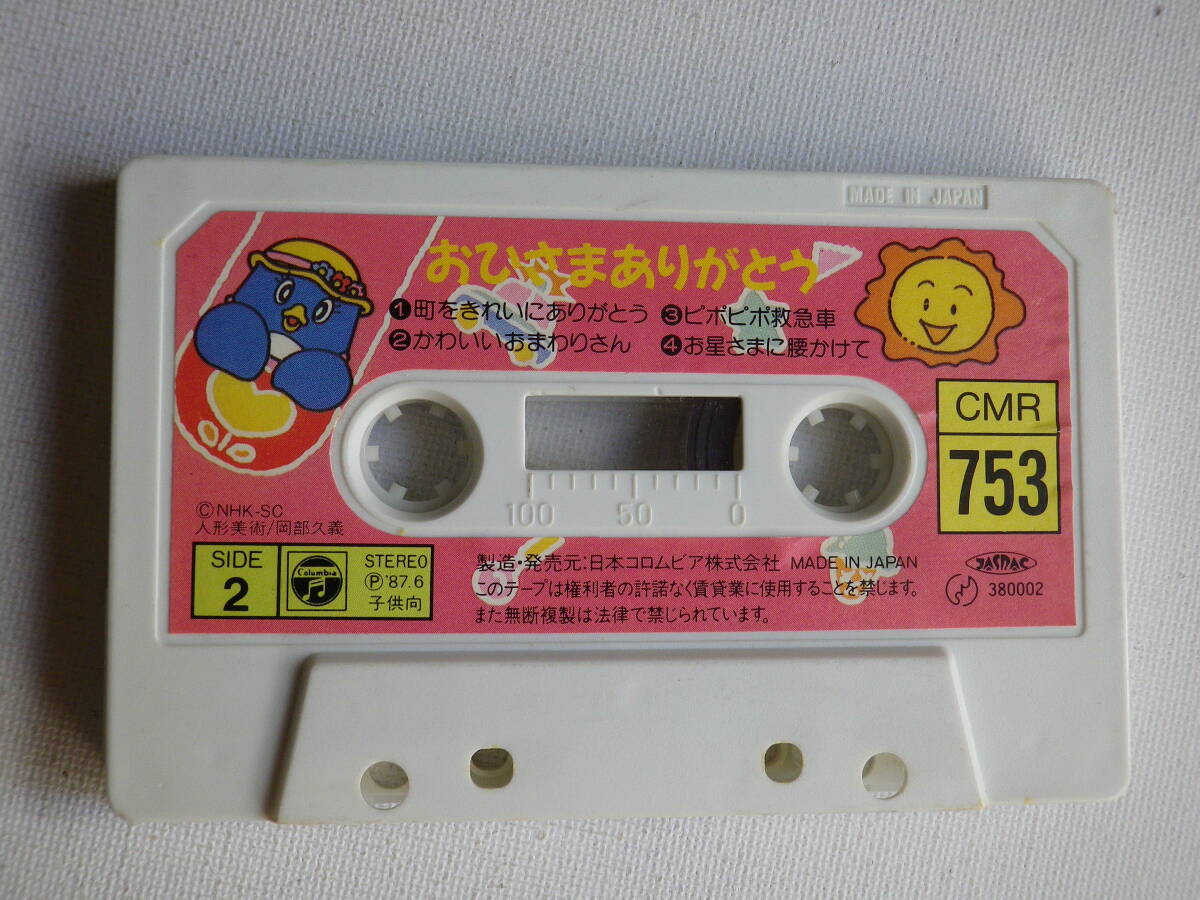 MADE IN JAPAN
おひさまありがとう
❶町をきれいにありがとう
❷かわいいおまわりさん
❸ピポピポ救急車
❹お星さまに腰かけて
CMR
753
100 50 0
©NHK-SC
人形美術/岡部久義
SIDE
2
Columbia
STEREO
Ⓟ'87.6
子供向
製造・発売元:日本コロムビア株式会社 MADE IN JAPAN
このテープは権利者の許諾なく賃貸業に使用することを禁じます。
また無断複製は法律で禁じられています。
JASRAC
380002